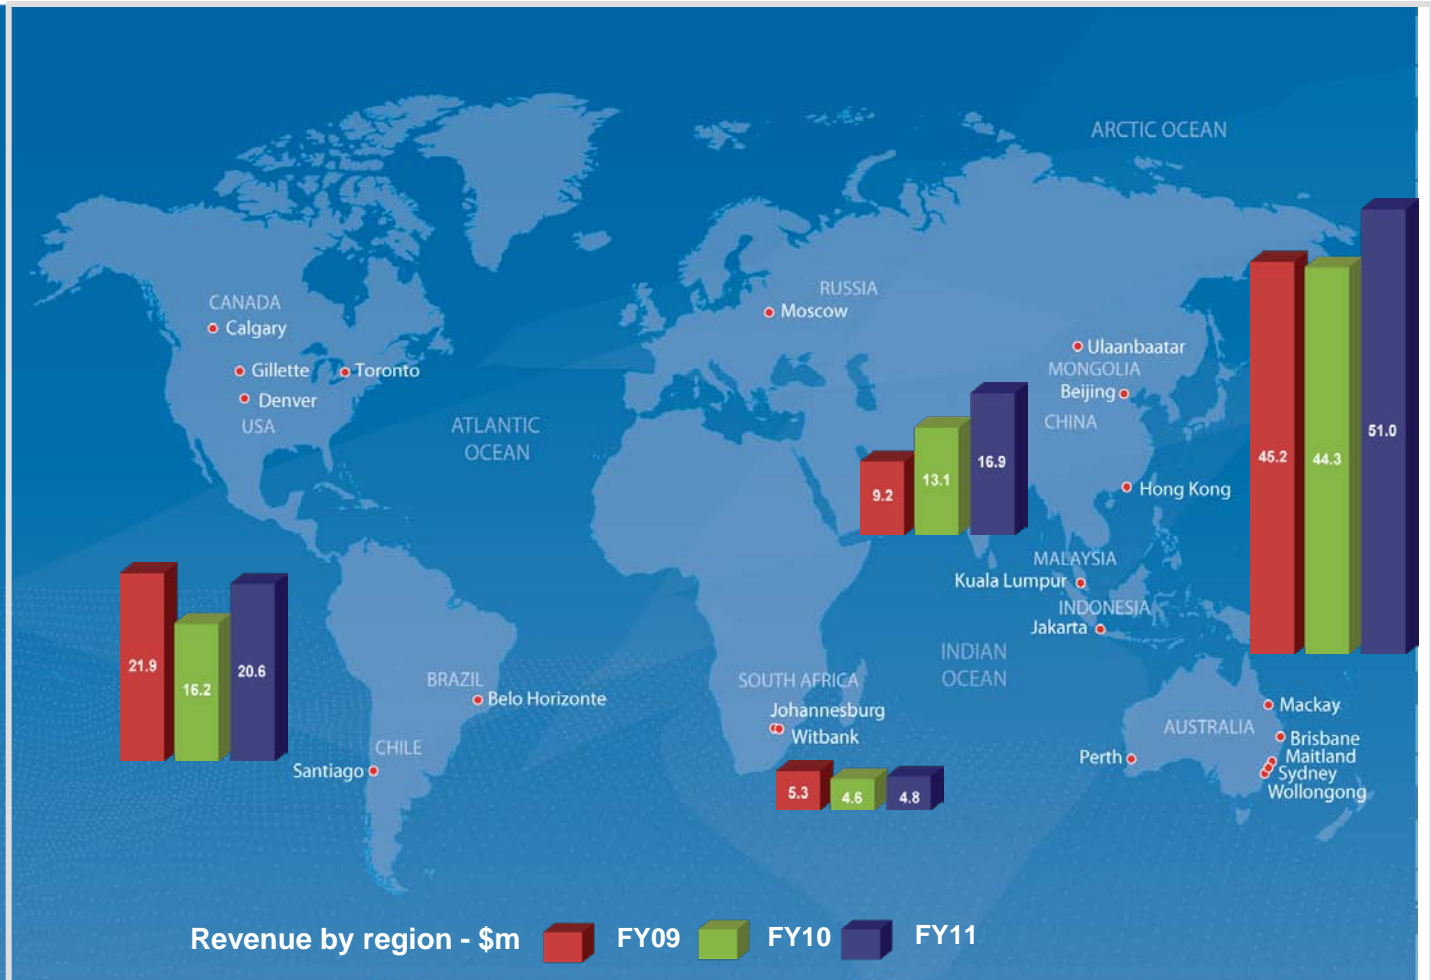 ARCTIC OCEAN
CANADA
Calgary
Gillette
Toronto
Denver
USA
ATLANTIC
OCEAN
RUSSIA
Moscow
Ulaanbaatar
MONGOLIA
Beijing
CHINA
Hong Kong
MALAYSIA
Kuala Lumpur
INDONESIA
Jakarta
INDIAN
OCEAN
45.2
44.3
51.0
9.2
13.1
16.9
21.9
16.2
20.6
BRAZIL
Belo Horizonte
CHILE
Santiago
SOUTH AFRICA
Johannesburg
Witbank
5.3
4.6
4.8
AUSTRALIA
Perth
Mackay
Brisbane
Maitland
Sydney
Wollongong
Revenue by region - $m FY09 FY10 FY11